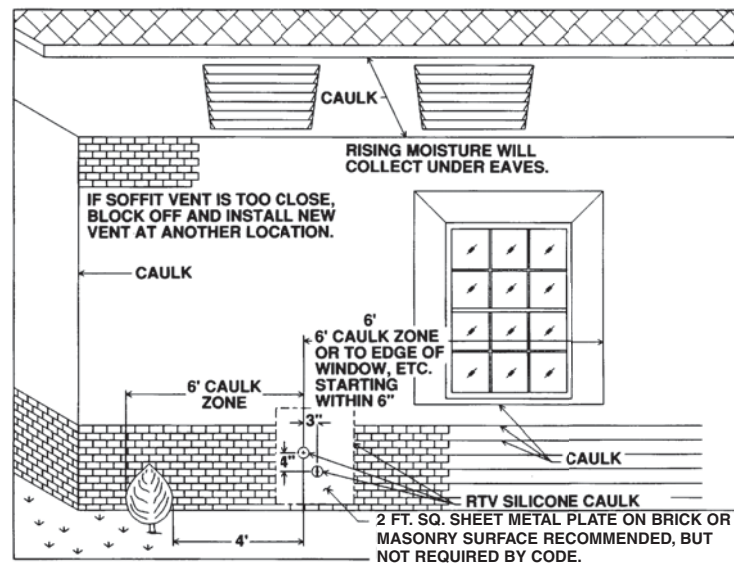 CAULK
RISING MOISTURE WILL
COLLECT UNDER EAVES.
IF SOFFIT VENT IS TOO CLOSE,
BLOCK OFF AND INSTALL NEW
VENT AT ANOTHER LOCATION.
CAULK
6'
6' CAULK ZONE
OR TO EDGE OF
WINDOW, ETC.
STARTING
WITHIN 6"
6' CAULK
ZONE
3"
4"
CAULK
RTV SILICONE CAULK
2 FT. SQ. SHEET METAL PLATE ON BRICK OR
MASONRY SURFACE RECOMMENDED, BUT
NOT REQUIRED BY CODE.
4'